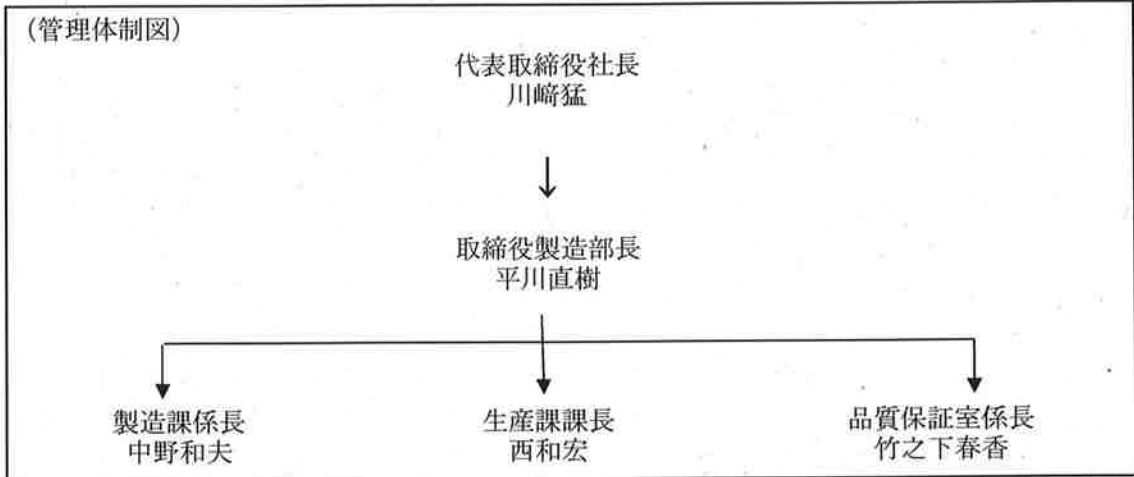 （管理体制図）
代表取締役社長
川﨑猛
取締役製造部長
平川直樹
製造課係長
中野和夫
生産課課長
西和宏
品質保証室係長
竹之下春香